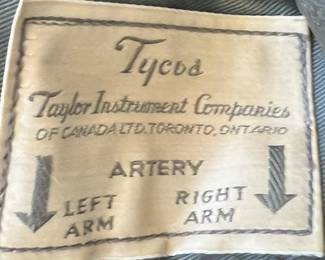 Tycos
Taylor Instrument Companies
OF CANADA LTD. TORONTO, ONTARIO
ARTERY
LEFT
ARM
RIGHT
ARM